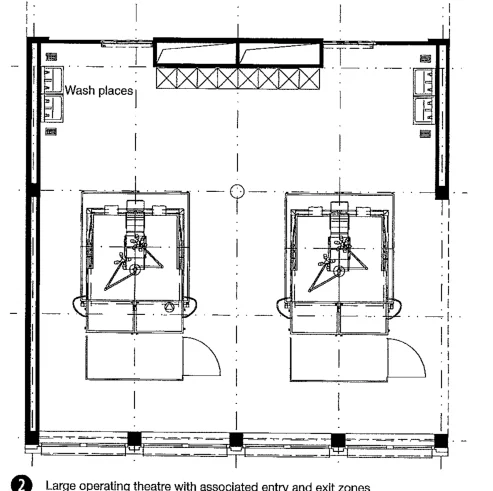 Wash places
2 Large operating theatre with associated entry and exit zones